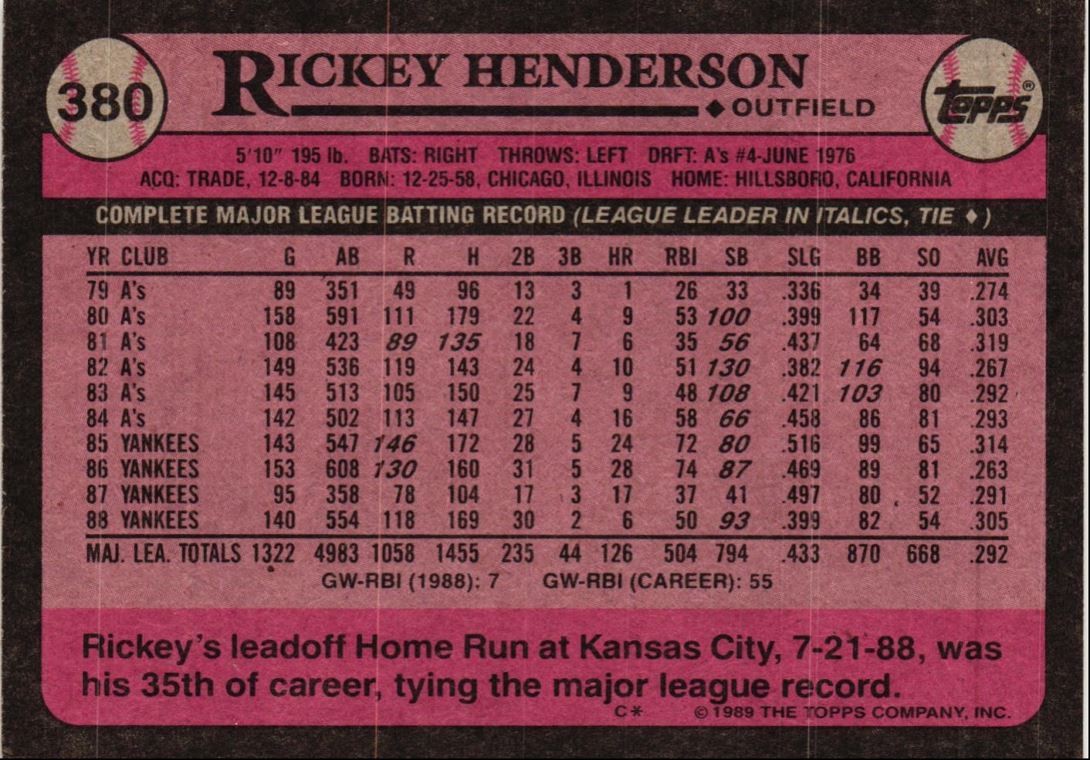 380
RICKEY HENDERSON
♦ OUTFIELD
TOPPS®
5'10" 195 lb. BATS: RIGHT THROWS: LEFT DRFT: A's #4-JUNE 1976
ACQ: TRADE, 12-8-84 BORN: 12-25-58, CHICAGO, ILLINOIS HOME: HILLSBORO, CALIFORNIA
COMPLETE MAJOR LEAGUE BATTING RECORD (LEAGUE LEADER IN ITALICS, TIE ♦)
YR CLUB G AB R H 2B 3B HR RBI SB SLG BB SO AVG
79 A's 89 351 49 96 13 3 1 26 33 .336 34 39 .274
80 A's 158 591 111 179 22 4 9 53 100 .399 117 54 .303
81 A's 108 423 89 135 18 7 6 35 56 .437 64 68 .319
82 A's 149 536 119 143 24 4 10 51 130 .382 116 94 .267
83 A's 145 513 105 150 25 7 9 48 108 .421 103 80 .292
84 A's 142 502 113 147 27 4 16 58 66 .458 86 81 .293
85 YANKEES 143 547 146 172 28 5 24 72 80 .516 99 65 .314
86 YANKEES 153 608 130 160 31 5 28 74 87 .469 89 81 .263
87 YANKEES 95 358 78 104 17 3 17 37 41 .497 80 52 .291
88 YANKEES 140 554 118 169 30 2 6 50 93 .399 82 54 .305
MAJ. LEA. TOTALS 1322 4983 1058 1455 235 44 126 504 794 .433 870 668 .292
GW-RBI (1988): 7 GW-RBI (CAREER): 55
Rickey's leadoff Home Run at Kansas City, 7-21-88, was
his 35th of career, tying the major league record.
C* © 1989 THE TOPPS COMPANY, INC.